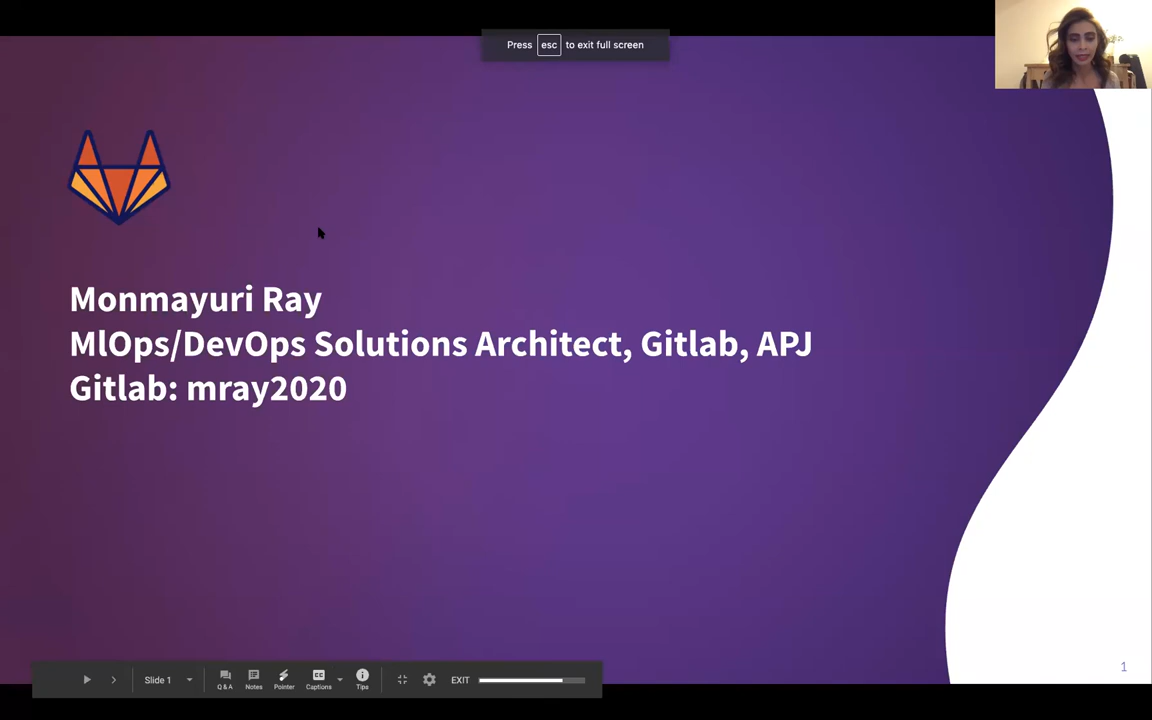 Press esc to exit full screen
Monmayuri Ray
MlOps/DevOps Solutions Architect, Gitlab, APJ
Gitlab: mray2020
1
Slide 1
Q & A
Notes
Pointer
CC
Captions
Tips
EXIT